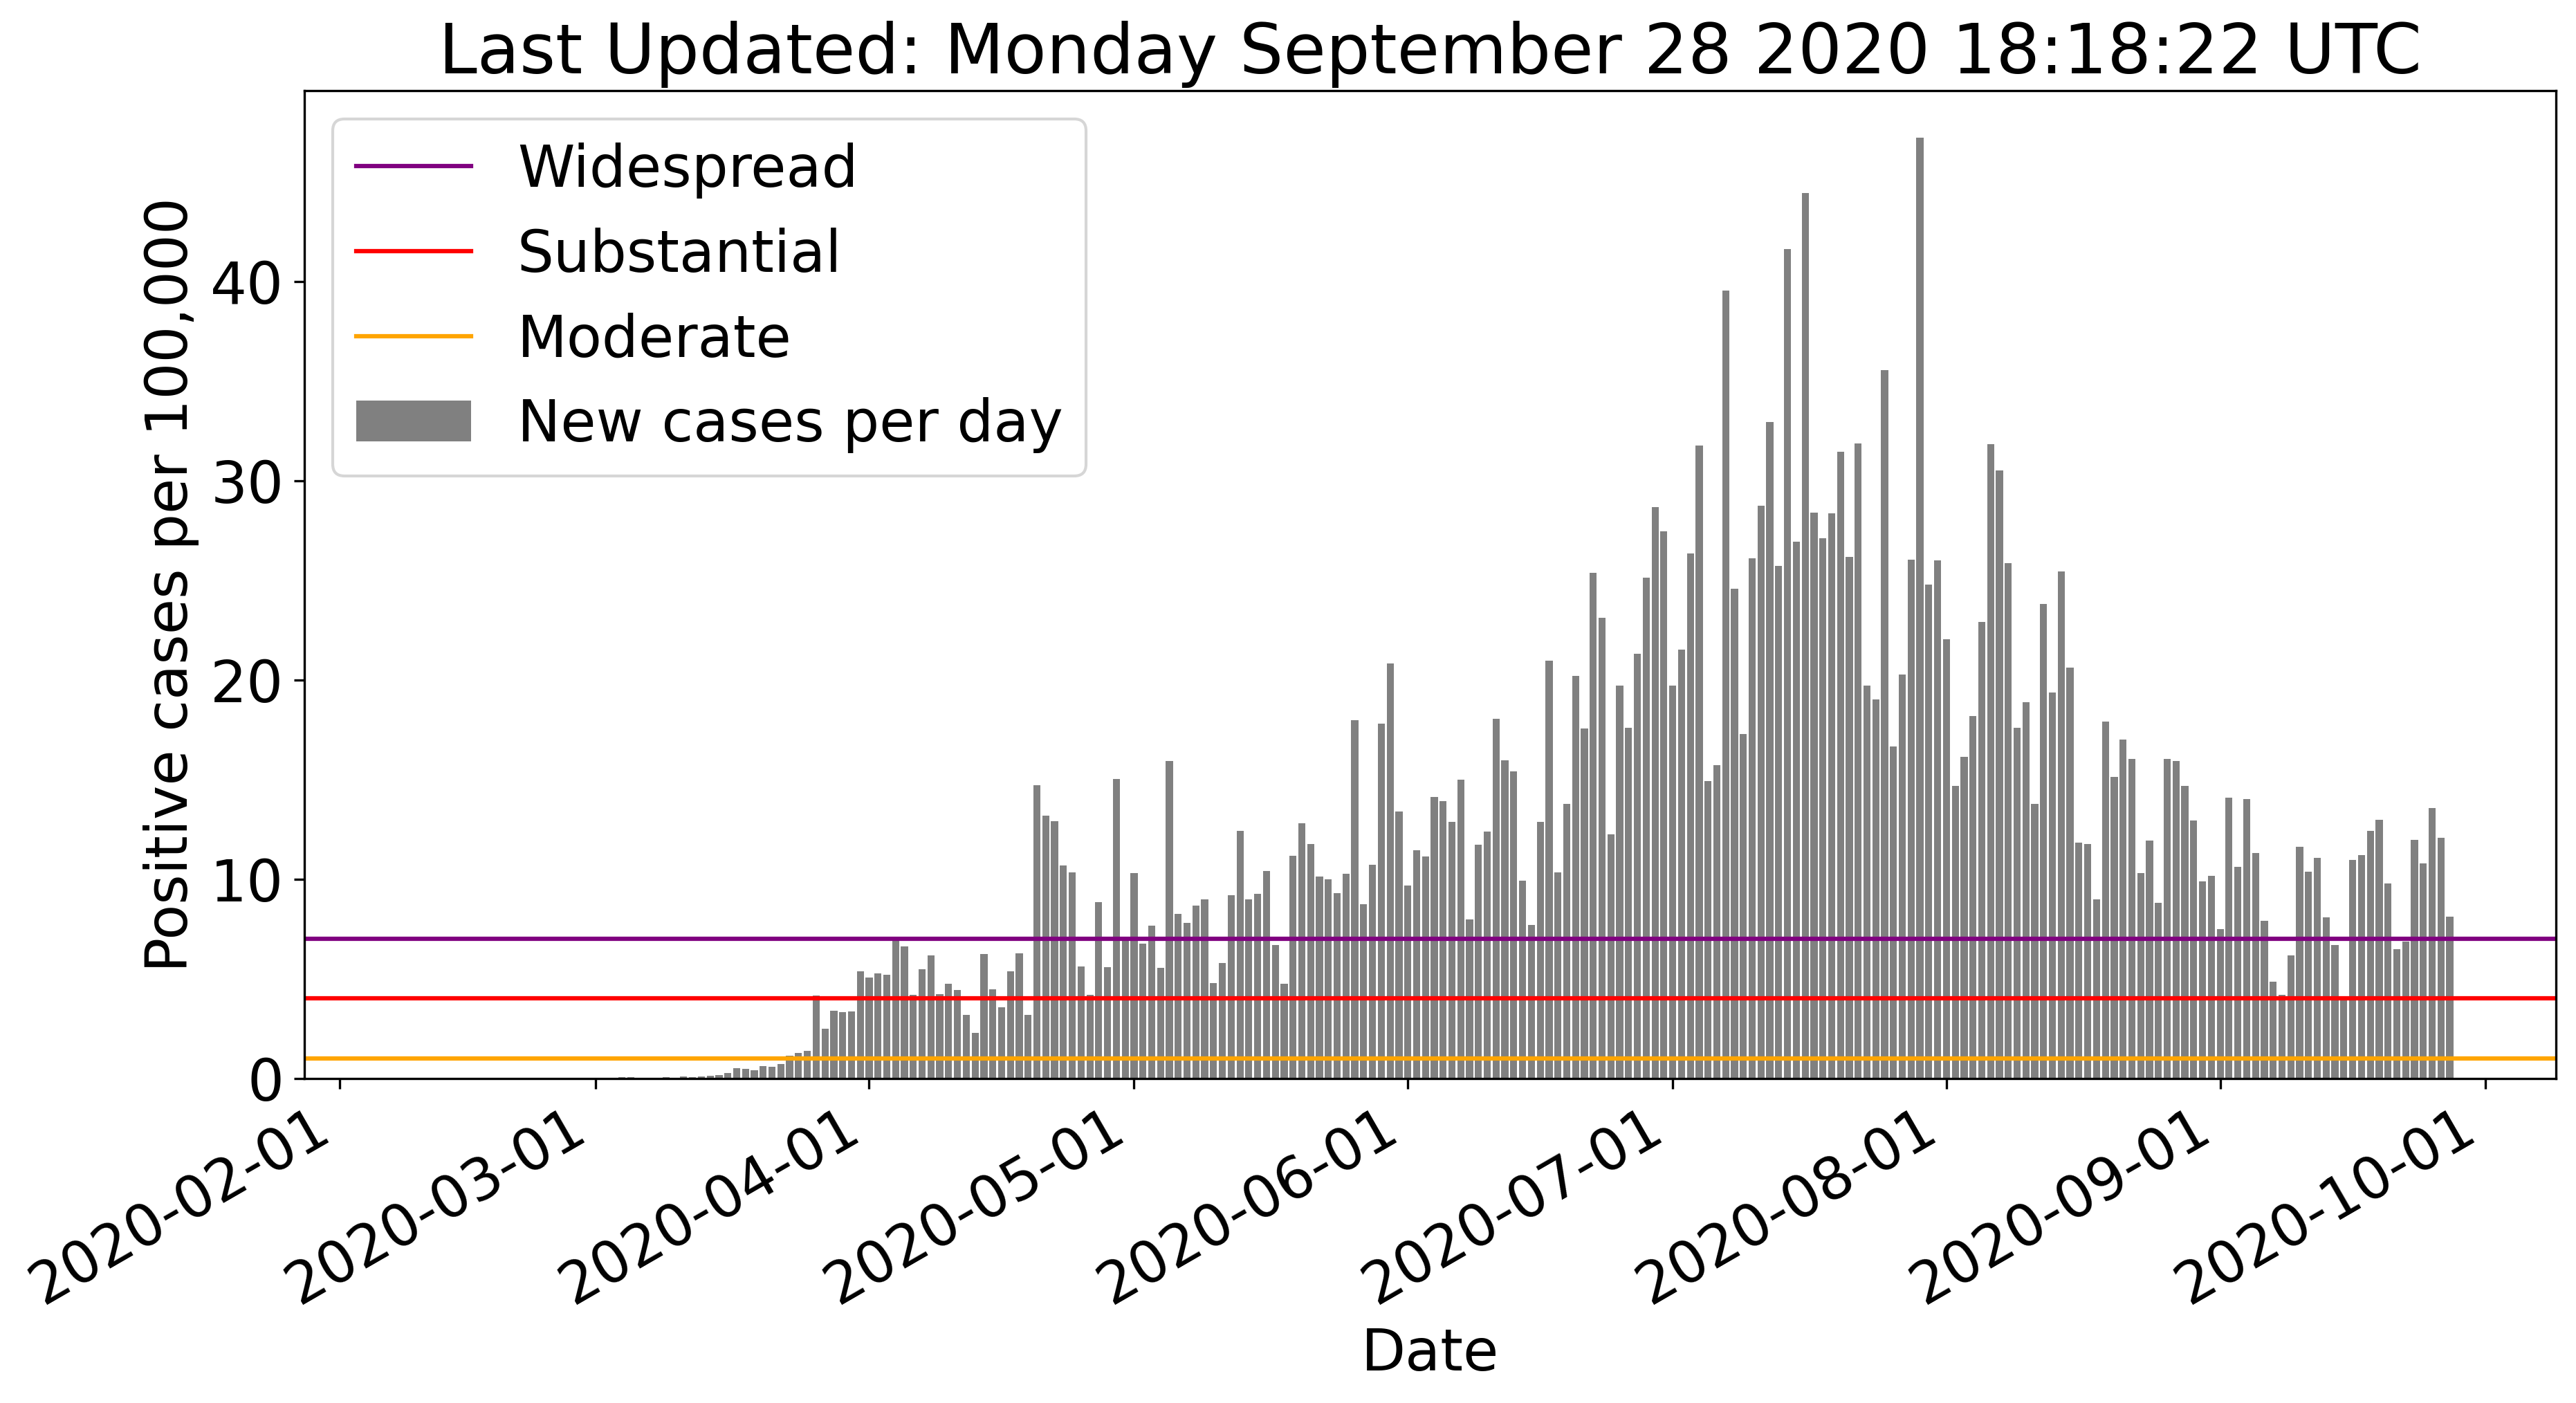 Last Updated: Monday September 28 2020 18:18:22 UTC
Widespread
Substantial
Moderate
New cases per day
Positive cases per 100,000
40
30
20
10
0
2020-02-01
2020-03-01
2020-04-01
2020-05-01
2020-06-01
2020-07-01
2020-08-01
2020-09-01
2020-10-01
Date